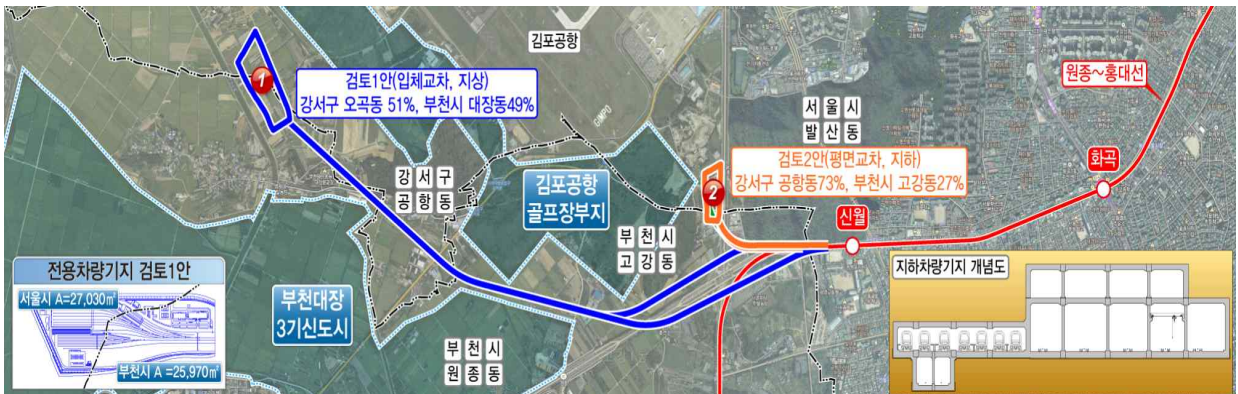 김포공항
원종~홍대선
검토1안(입체교차, 지상)
강서구 오곡동 51%, 부천시 대장동49%
1
서울시
발산동
검토2안(평면교차, 지하)
강서구 공항동73%, 부천시 고강동27%
2
화곡
강서구
공항동
김포공항
골프장부지
신월
부천시
고강동
전용차량기지 검토1안
서울시 A=27,030㎡
부천시 A =25,970㎡
부천대장
3기신도시
부천시
원종동
지하차량기지 개념도